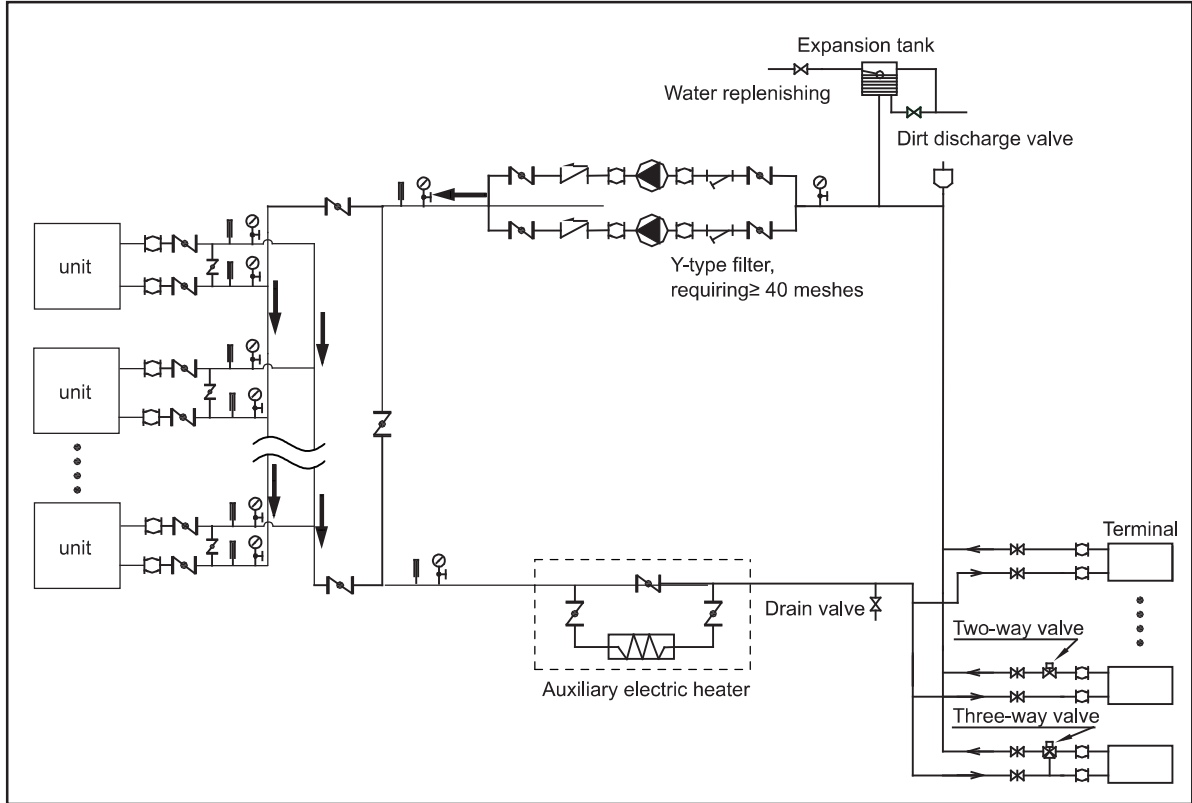 Expansion tank
Water replenishing
Dirt discharge valve
unit
Y-type filter,
requiring≥ 40 meshes
unit
unit
Terminal
Drain valve
Two-way valve
Auxiliary electric heater
Three-way valve